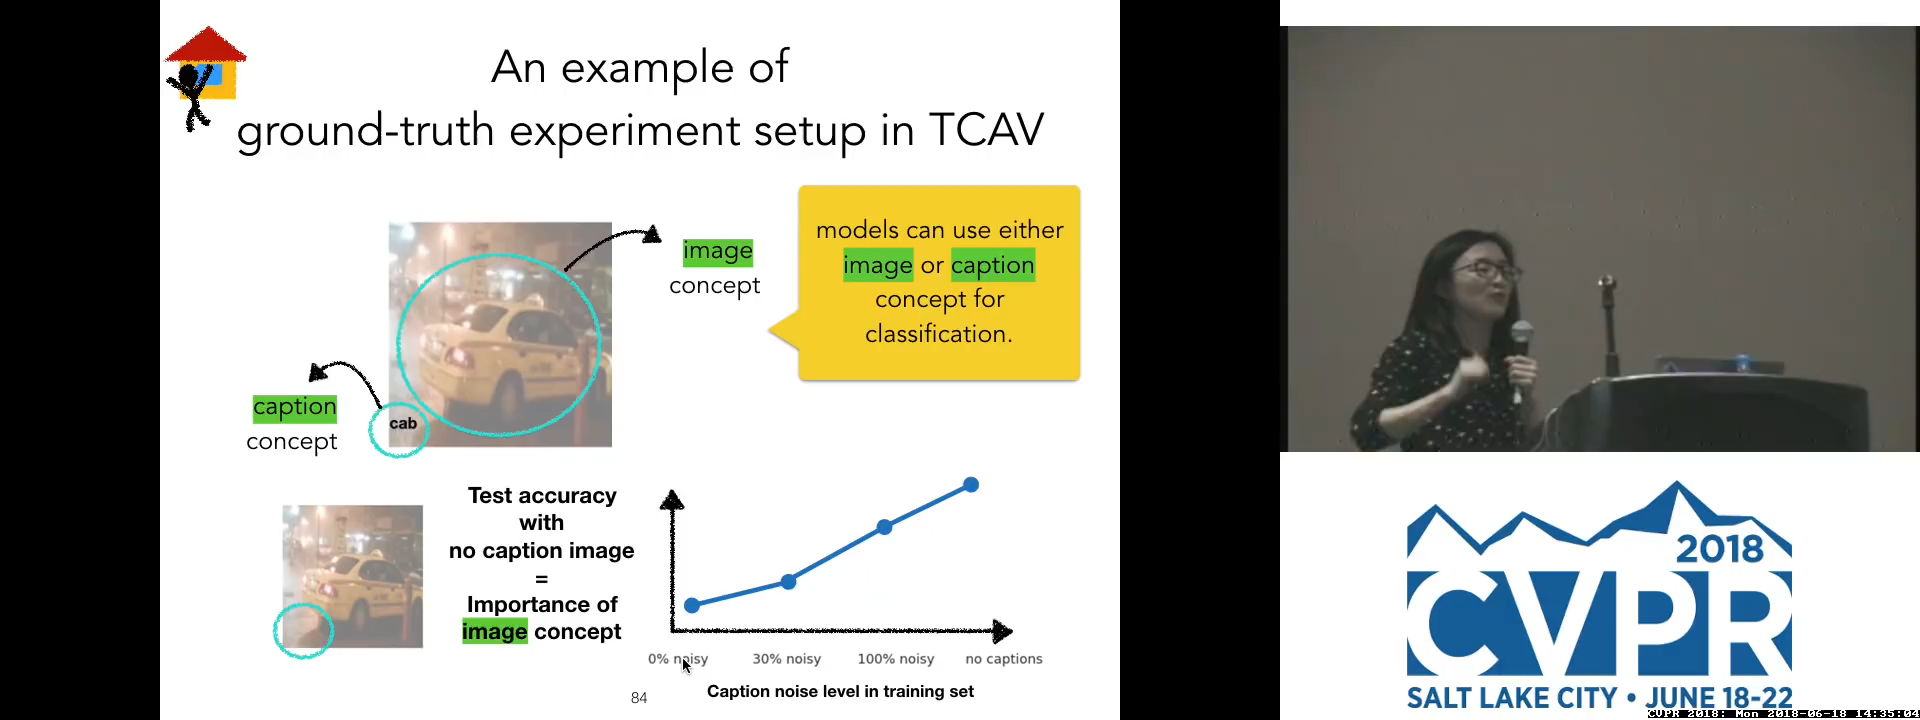 An example of
ground-truth experiment setup in TCAV
image
concept
models can use either
image or caption
concept for
classification.
caption
concept
cab
Test accuracy
with
no caption image
=
Importance of
image concept
0% noisy
30% noisy
100% noisy
no captions
Caption noise level in training set
84
2018
CVPR
SALT LAKE CITY • JUNE 18-22
CVPR 2018: Mon 2018-06-18 14:35:04